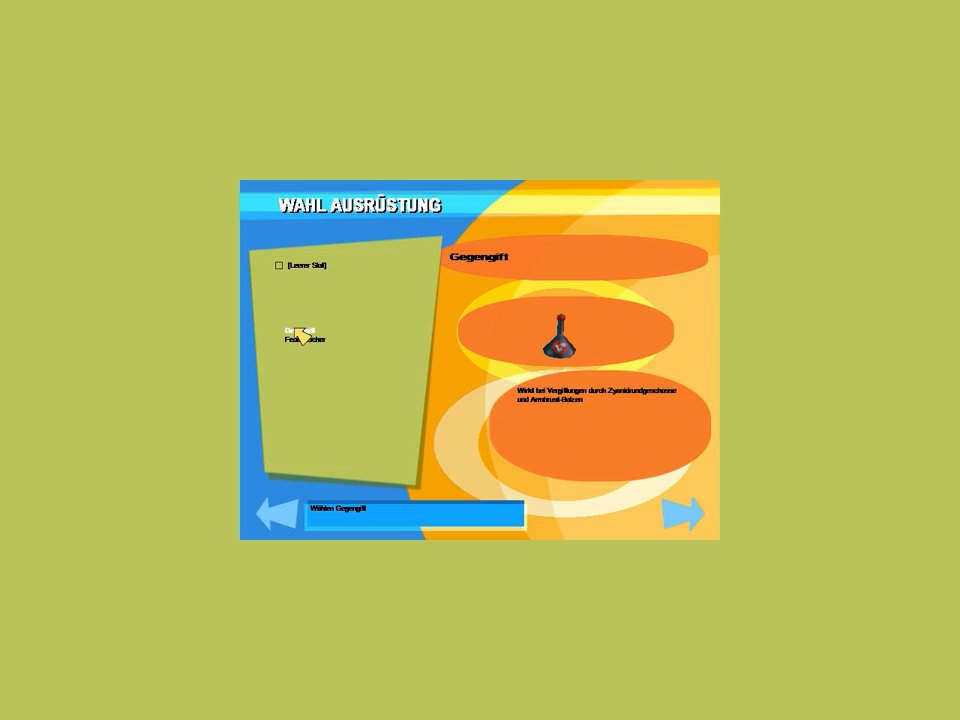 WAHL AUSRÜSTUNG
[Leerer Slot]
Gegengift
Wirkt bei Vergiftungen durch Zyanidrundgeschosse
und Armbrust-Bolzen
Wählen Gegengift